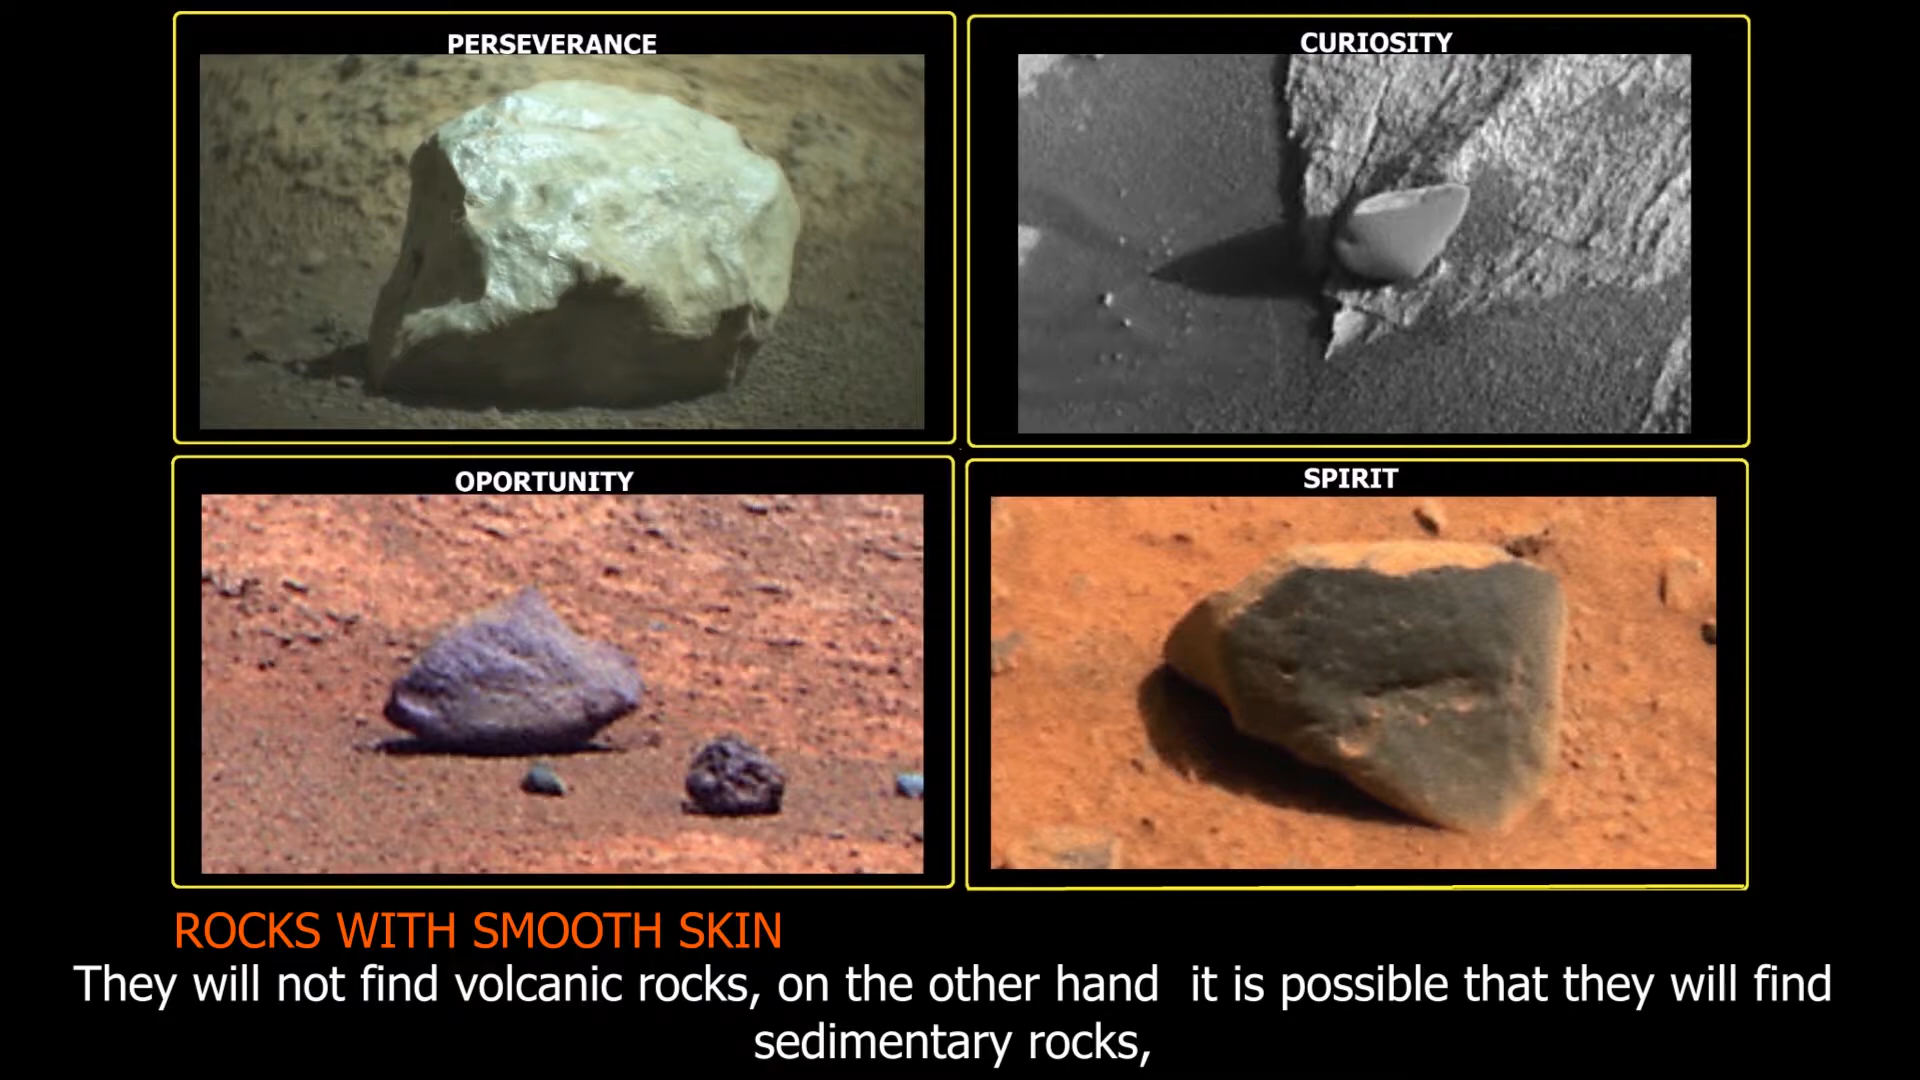 PERSEVERANCE
CURIOSITY
OPORTUNITY
SPIRIT
ROCKS WITH SMOOTH SKIN
They will not find volcanic rocks, on the other hand  it is possible that they will find
sedimentary rocks,